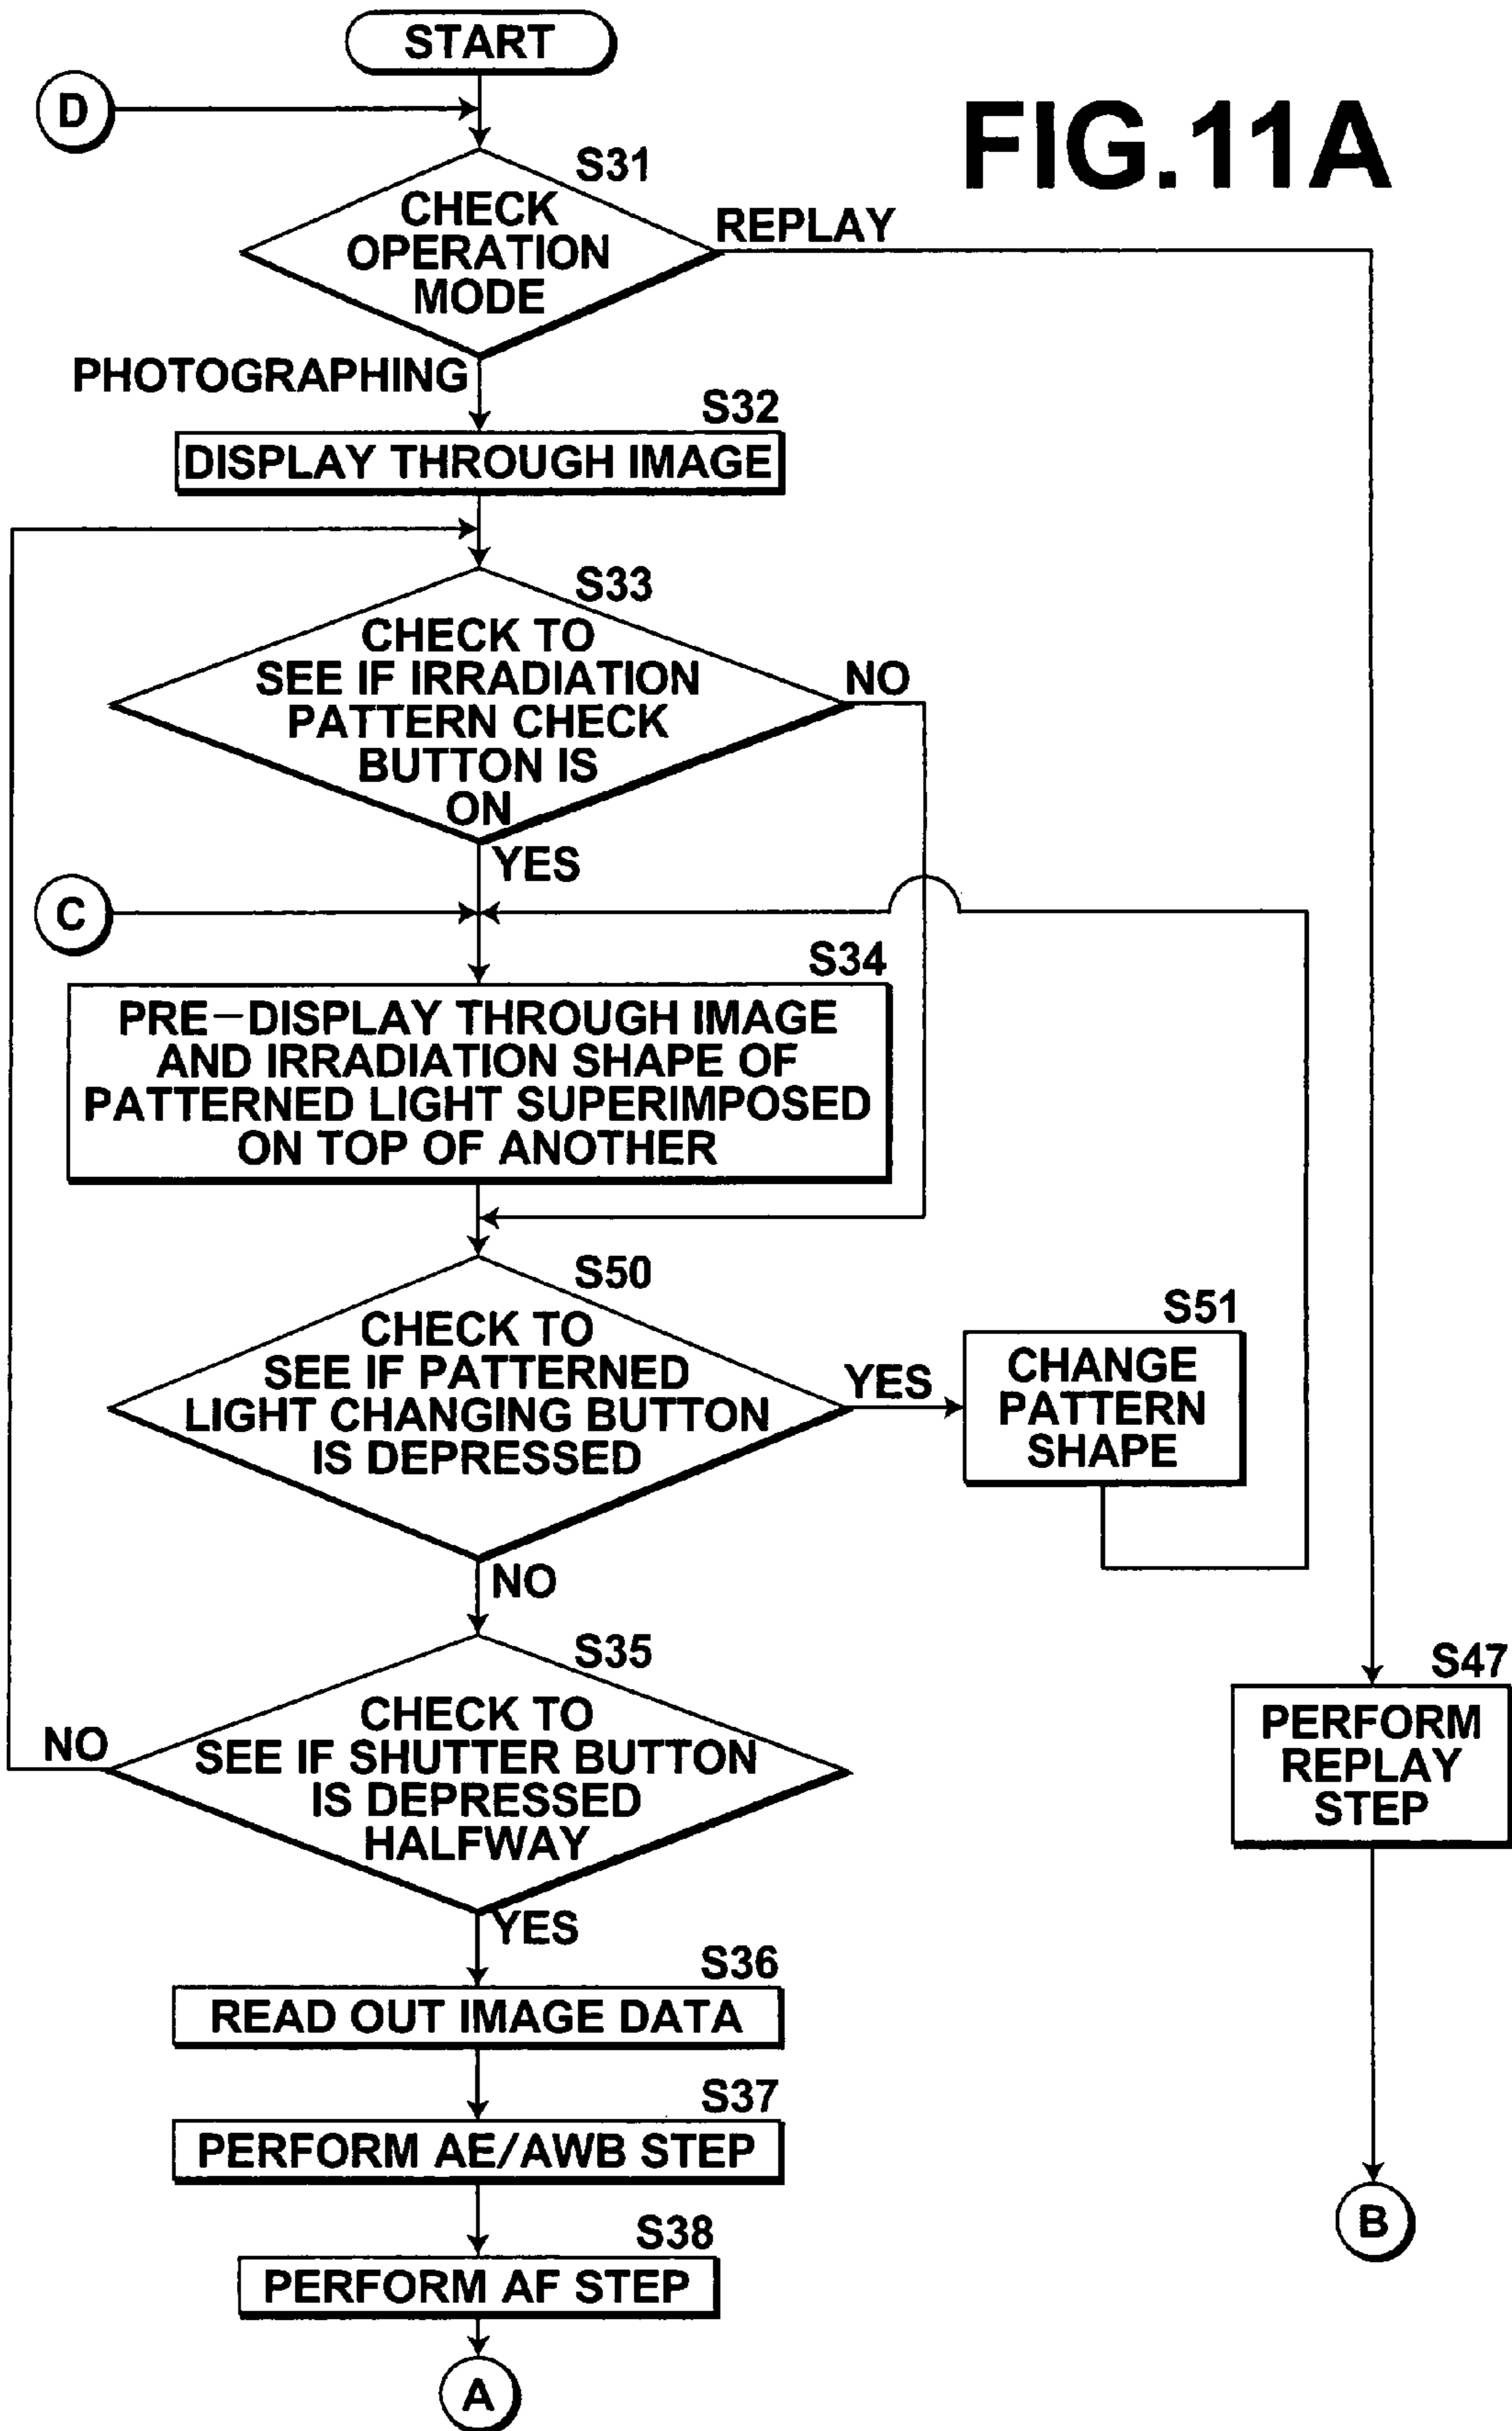 START
D
FIG.11A
S31
CHECK
OPERATION
MODE
REPLAY
PHOTOGRAPHING
S32
DISPLAY THROUGH IMAGE
S33
CHECK TO
SEE IF IRRADIATION
PATTERN CHECK
BUTTON IS
ON
NO
YES
C
S34
PRE-DISPLAY THROUGH IMAGE
AND IRRADIATION SHAPE OF
PATTERNED LIGHT SUPERIMPOSED
ON TOP OF ANOTHER
S50
CHECK TO
SEE IF PATTERNED
LIGHT CHANGING BUTTON
IS DEPRESSED
YES
S51
CHANGE
PATTERN
SHAPE
NO
S35
CHECK TO
SEE IF SHUTTER BUTTON
IS DEPRESSED
HALFWAY
NO
YES
S47
PERFORM
REPLAY
STEP
S36
READ OUT IMAGE DATA
S37
PERFORM AE/AWB STEP
S38
PERFORM AF STEP
B
A